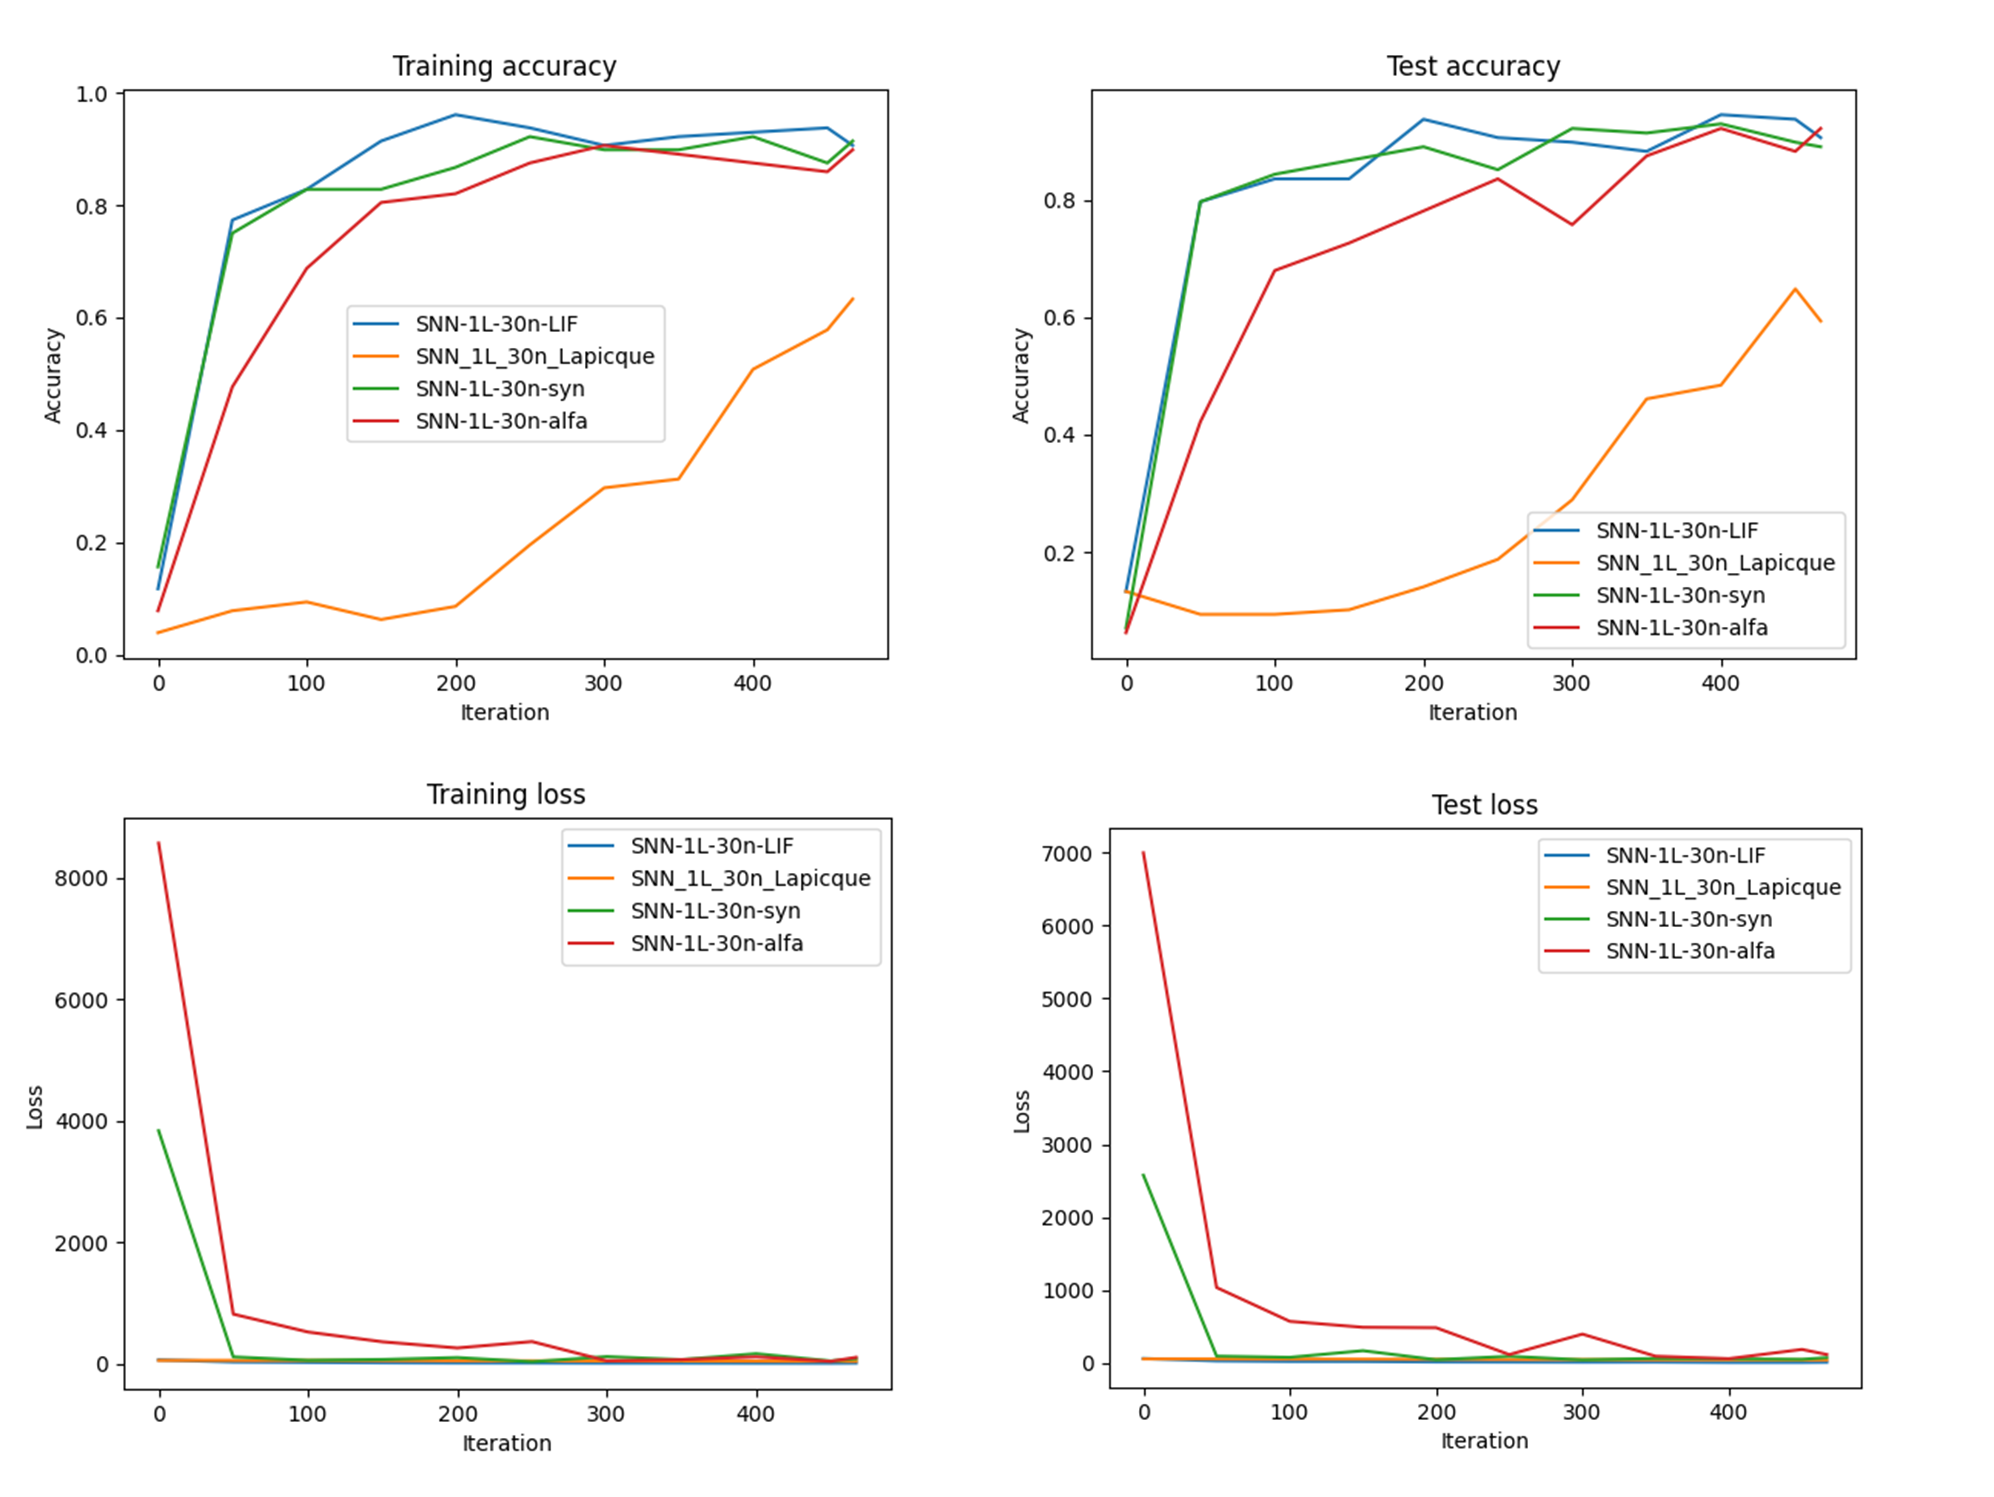 Training accuracy
1.0
0.8
0.6
0.4
0.2
0.0
Accuracy
SNN-1L-30n-LIF
SNN_1L_30n_Lapicque
SNN-1L-30n-syn
SNN-1L-30n-alfa
0 100 200 300 400
Iteration
Test accuracy
0.8
0.6
0.4
0.2
Accuracy
SNN-1L-30n-LIF
SNN_1L_30n_Lapicque
SNN-1L-30n-syn
SNN-1L-30n-alfa
0 100 200 300 400
Iteration
Training loss
8000
6000
4000
2000
0
Loss
SNN-1L-30n-LIF
SNN_1L_30n_Lapicque
SNN-1L-30n-syn
SNN-1L-30n-alfa
0 100 200 300 400
Iteration
Test loss
7000
6000
5000
4000
3000
2000
1000
0
Loss
SNN-1L-30n-LIF
SNN_1L_30n_Lapicque
SNN-1L-30n-syn
SNN-1L-30n-alfa
0 100 200 300 400
Iteration